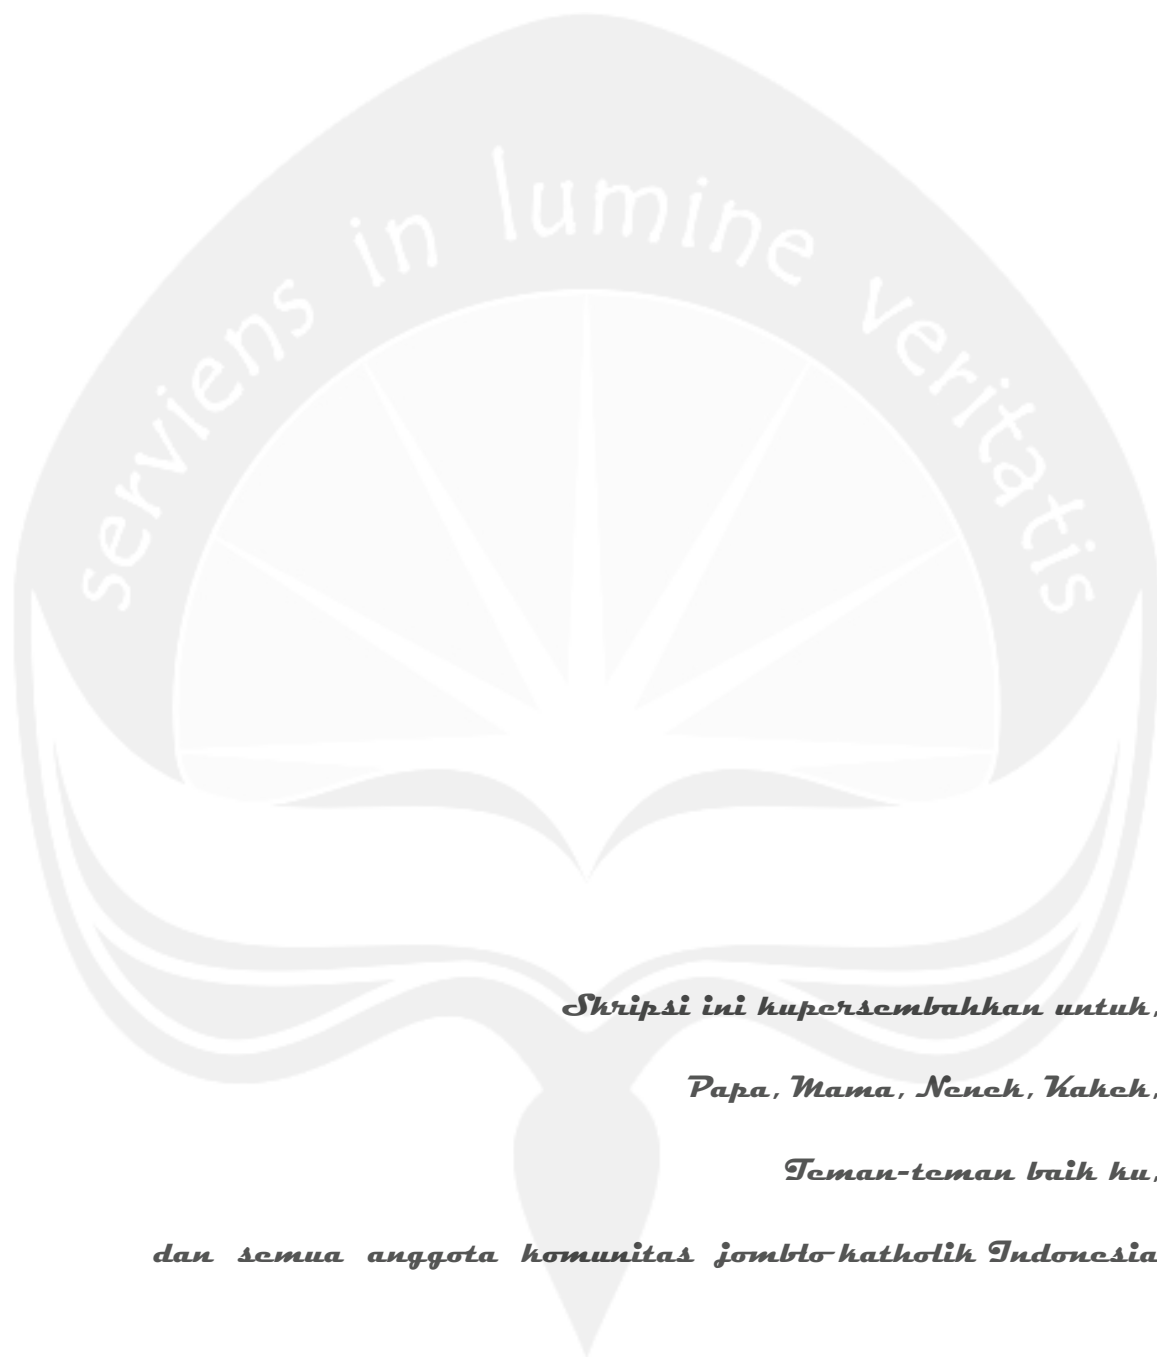 serviens in lumine veritatis
Skripsi ini kupersembahkan untuk,
Papa, Mama, Nenek, Kakek,
Teman-teman baik ku,
dan semua anggota komunitas jomblo katholik Indonesia